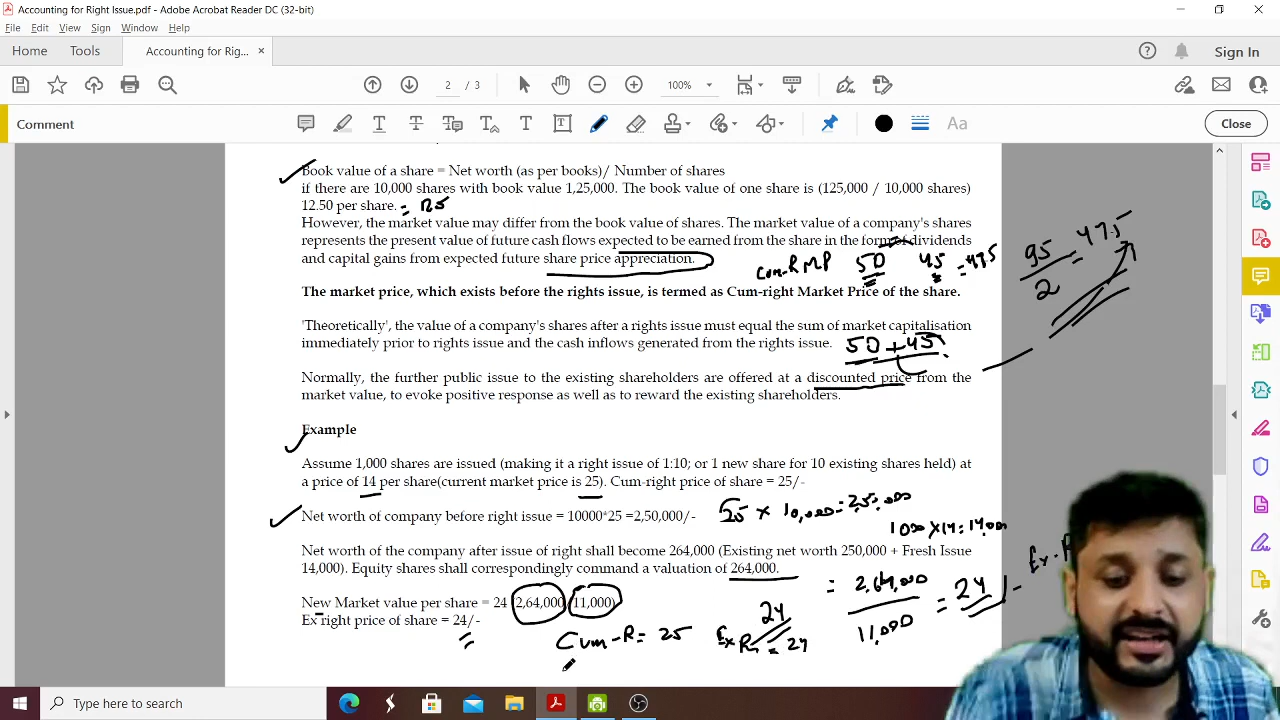 Accounting for Right Issue.pdf - Adobe Acrobat Reader DC (32-bit)
File Edit View Sign Window Help
Home Tools Accounting for Rig... × Sign In
2 / 3 100%
Comment Close
Book value of a share = Net worth (as per Books)/ Number of shares
if there are 10,000 shares with book value 1,25,000. The book value of one share is (125,000 / 10,000 shares)
12.50 per share.
However, the market value may differ from the book value of shares. The market value of a company's shares
represents the present value of future cash flows expected to be earned from the share in the form of dividends
and capital gains from expected future share price appreciation.
Cum-R MP 50 45 = 47.5
95
2
= 47.5
The market price, which exists before the rights issue, is termed as Cum-right Market Price of the share.
'Theoretically', the value of a company's shares after a rights issue must equal the sum of market capitalisation
immediately prior to rights issue and the cash inflows generated from the rights issue.
50 + 45
Normally, the further public issue to the existing shareholders are offered at a discounted price from the
market value, to evoke positive response as well as to reward the existing shareholders.
Example
Assume 1,000 shares are issued (making it a right issue of 1:10; or 1 new share for 10 existing shares held) at
a price of 14 per share(current market price is 25). Cum-right price of share = 25/-
Net worth of company before right issue = 10000*25 =2,50,000/-
25 × 10,000 = 2,50,000
1000 × 14 = 14,000
Net worth of the company after issue of right shall become 264,000 (Existing net worth 250,000 + Fresh Issue
14,000). Equity shares shall correspondingly command a valuation of 264,000.
= 2,64,000
11,000
= 24/-
Ex-R
New Market value per share = 24 (2,64,000/11,000)
Ex right price of share = 24/-
24
Cum-R = 25 Ex R = 24
Type here to search